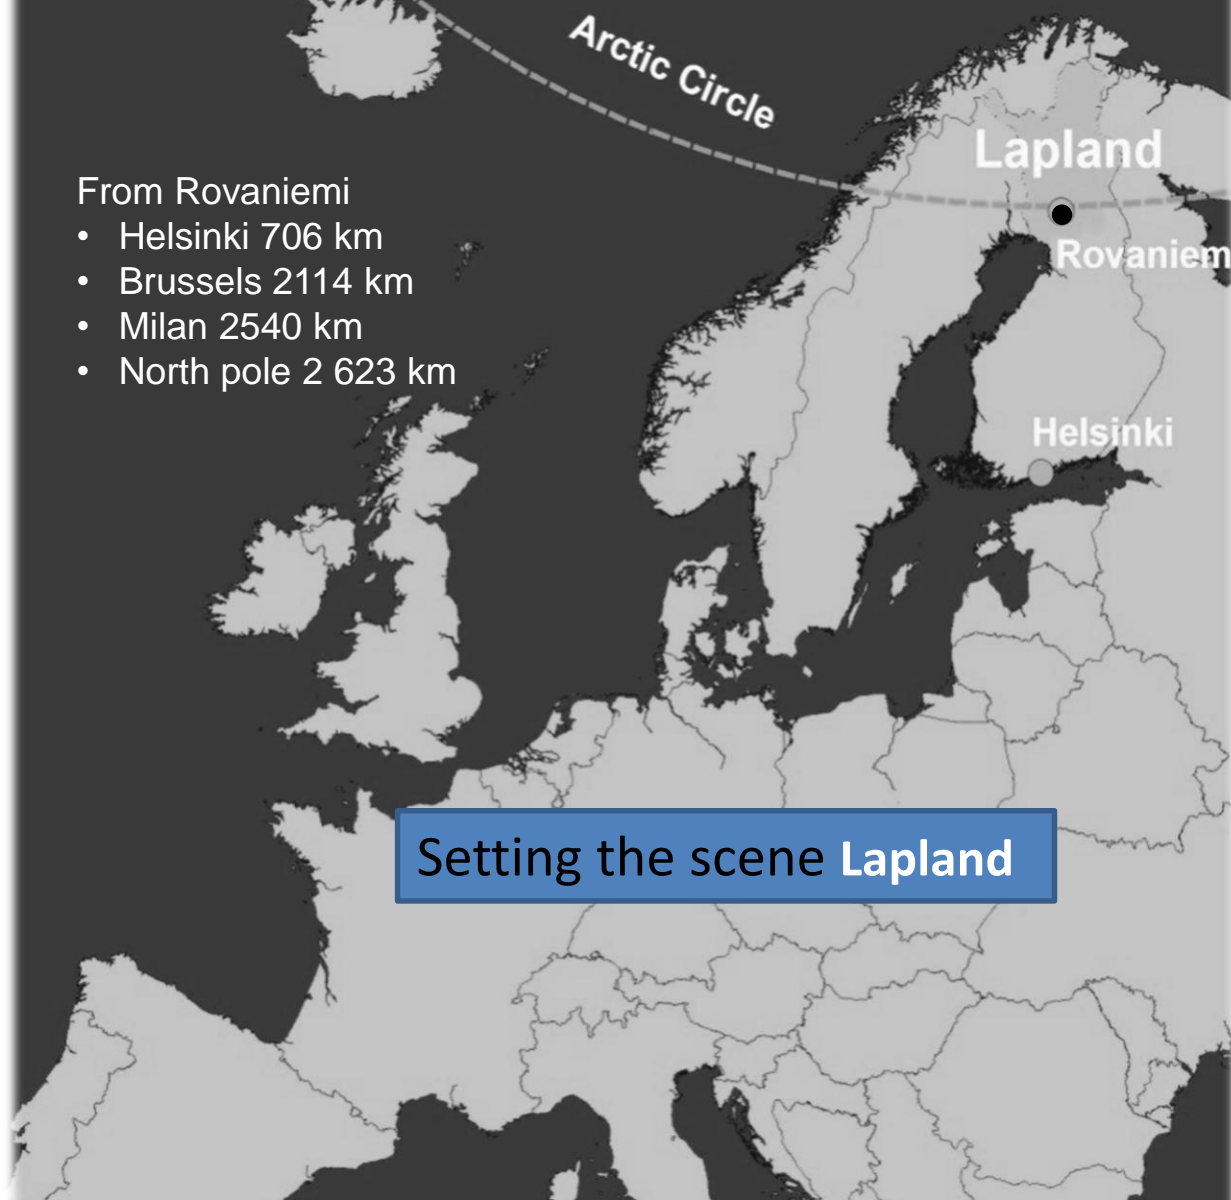 Arctic Circle
Lapland
From Rovaniemi
• Helsinki 706 km
• Brussels 2114 km
• Milan 2540 km
• North pole 2 623 km
Rovaniem
Helsinki
Setting the scene Lapland